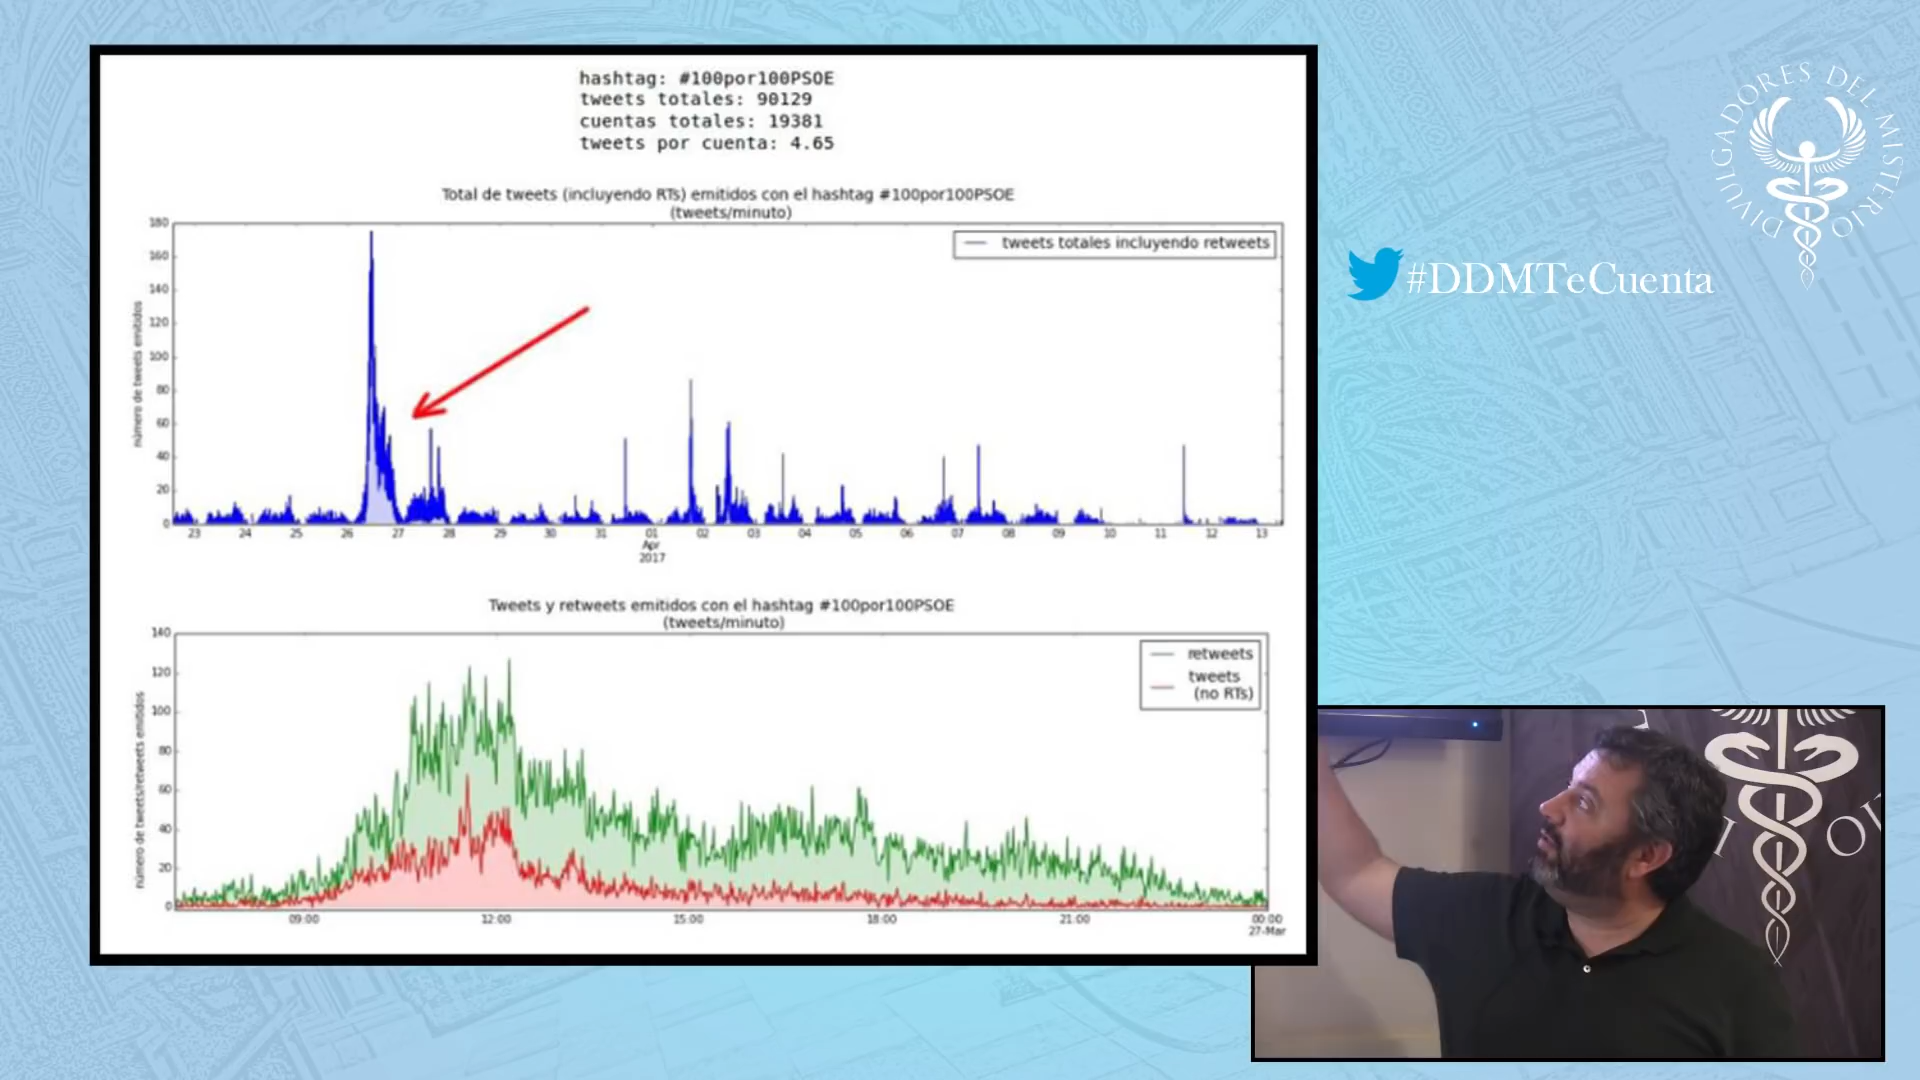 hashtag: #100por100PSOE
tweets totales: 90129
cuentas totales: 19381
tweets por cuenta: 4.65
Total de tweets (incluyendo RTs) emitidos con el hashtag #100por100PSOE
(tweets/minuto)
número de tweets emitidos
180
160
140
120
100
80
60
40
20
0
tweets totales incluyendo retweets
23 24 25 26 27 28 29 30 31 01 02 03 04 05 06 07 08 09 10 11 12 13
Apr
2017
Tweets y retweets emitidos con el hashtag #100por100PSOE
(tweets/minuto)
número de tweets/retweets emitidos
140
120
100
80
60
40
20
0
retweets
tweets
(no RTs)
09:00 12:00 15:00 18:00 21:00 00:00
27-Mar
DIVULGADORES DEL MISTERIO
#DDMTeCuenta